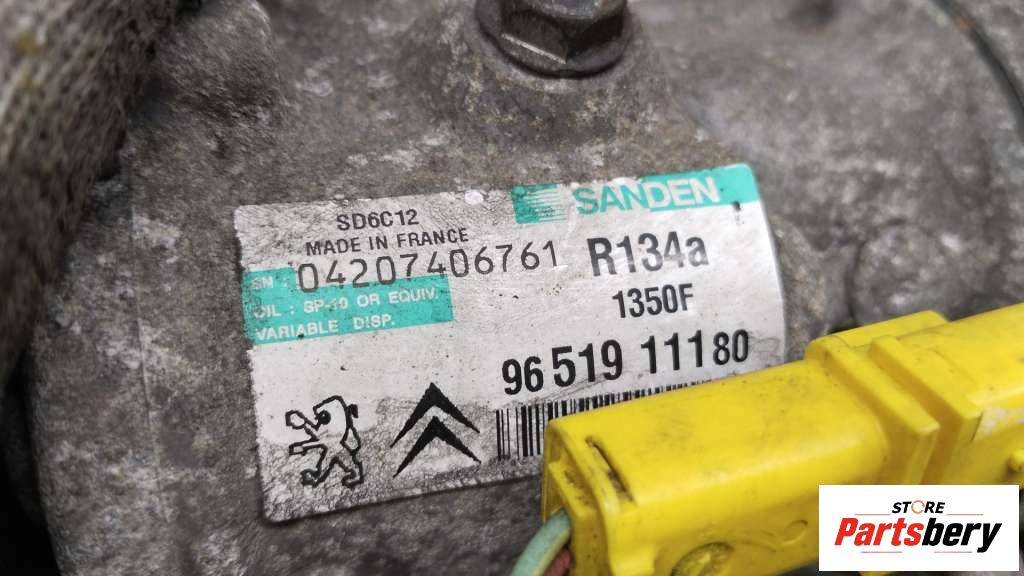 SANDEN
SD6C12
MADE IN FRANCE
SN : 04207406761
R134a
OIL : SP-10 OR EQUIV.
1350F
VARIABLE DISP.
96 519 111 80
STORE
Partsbery